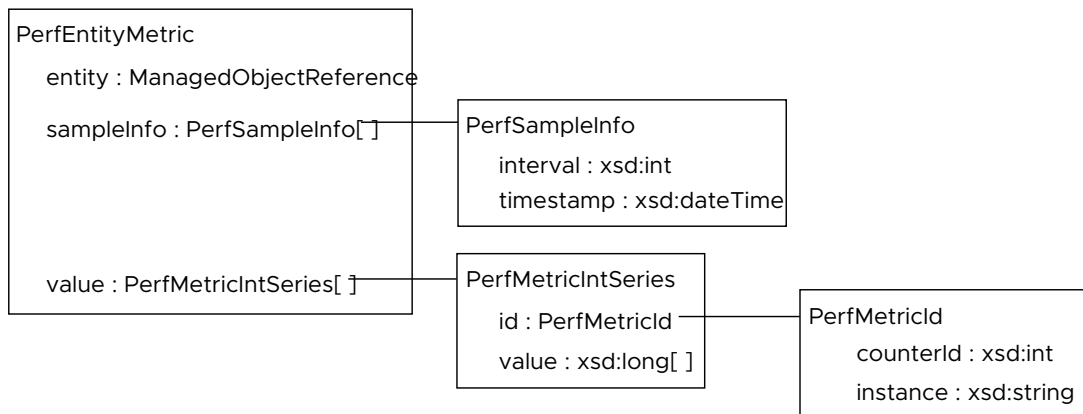 PerfEntityMetric
entity : ManagedObjectReference
sampleInfo : PerfSampleInfo[ ]
PerfSampleInfo
interval : xsd:int
timestamp : xsd:dateTime
value : PerfMetricIntSeries[ ]
PerfMetricIntSeries
id : PerfMetricId
value : xsd:long[ ]
PerfMetricId
counterId : xsd:int
instance : xsd:string